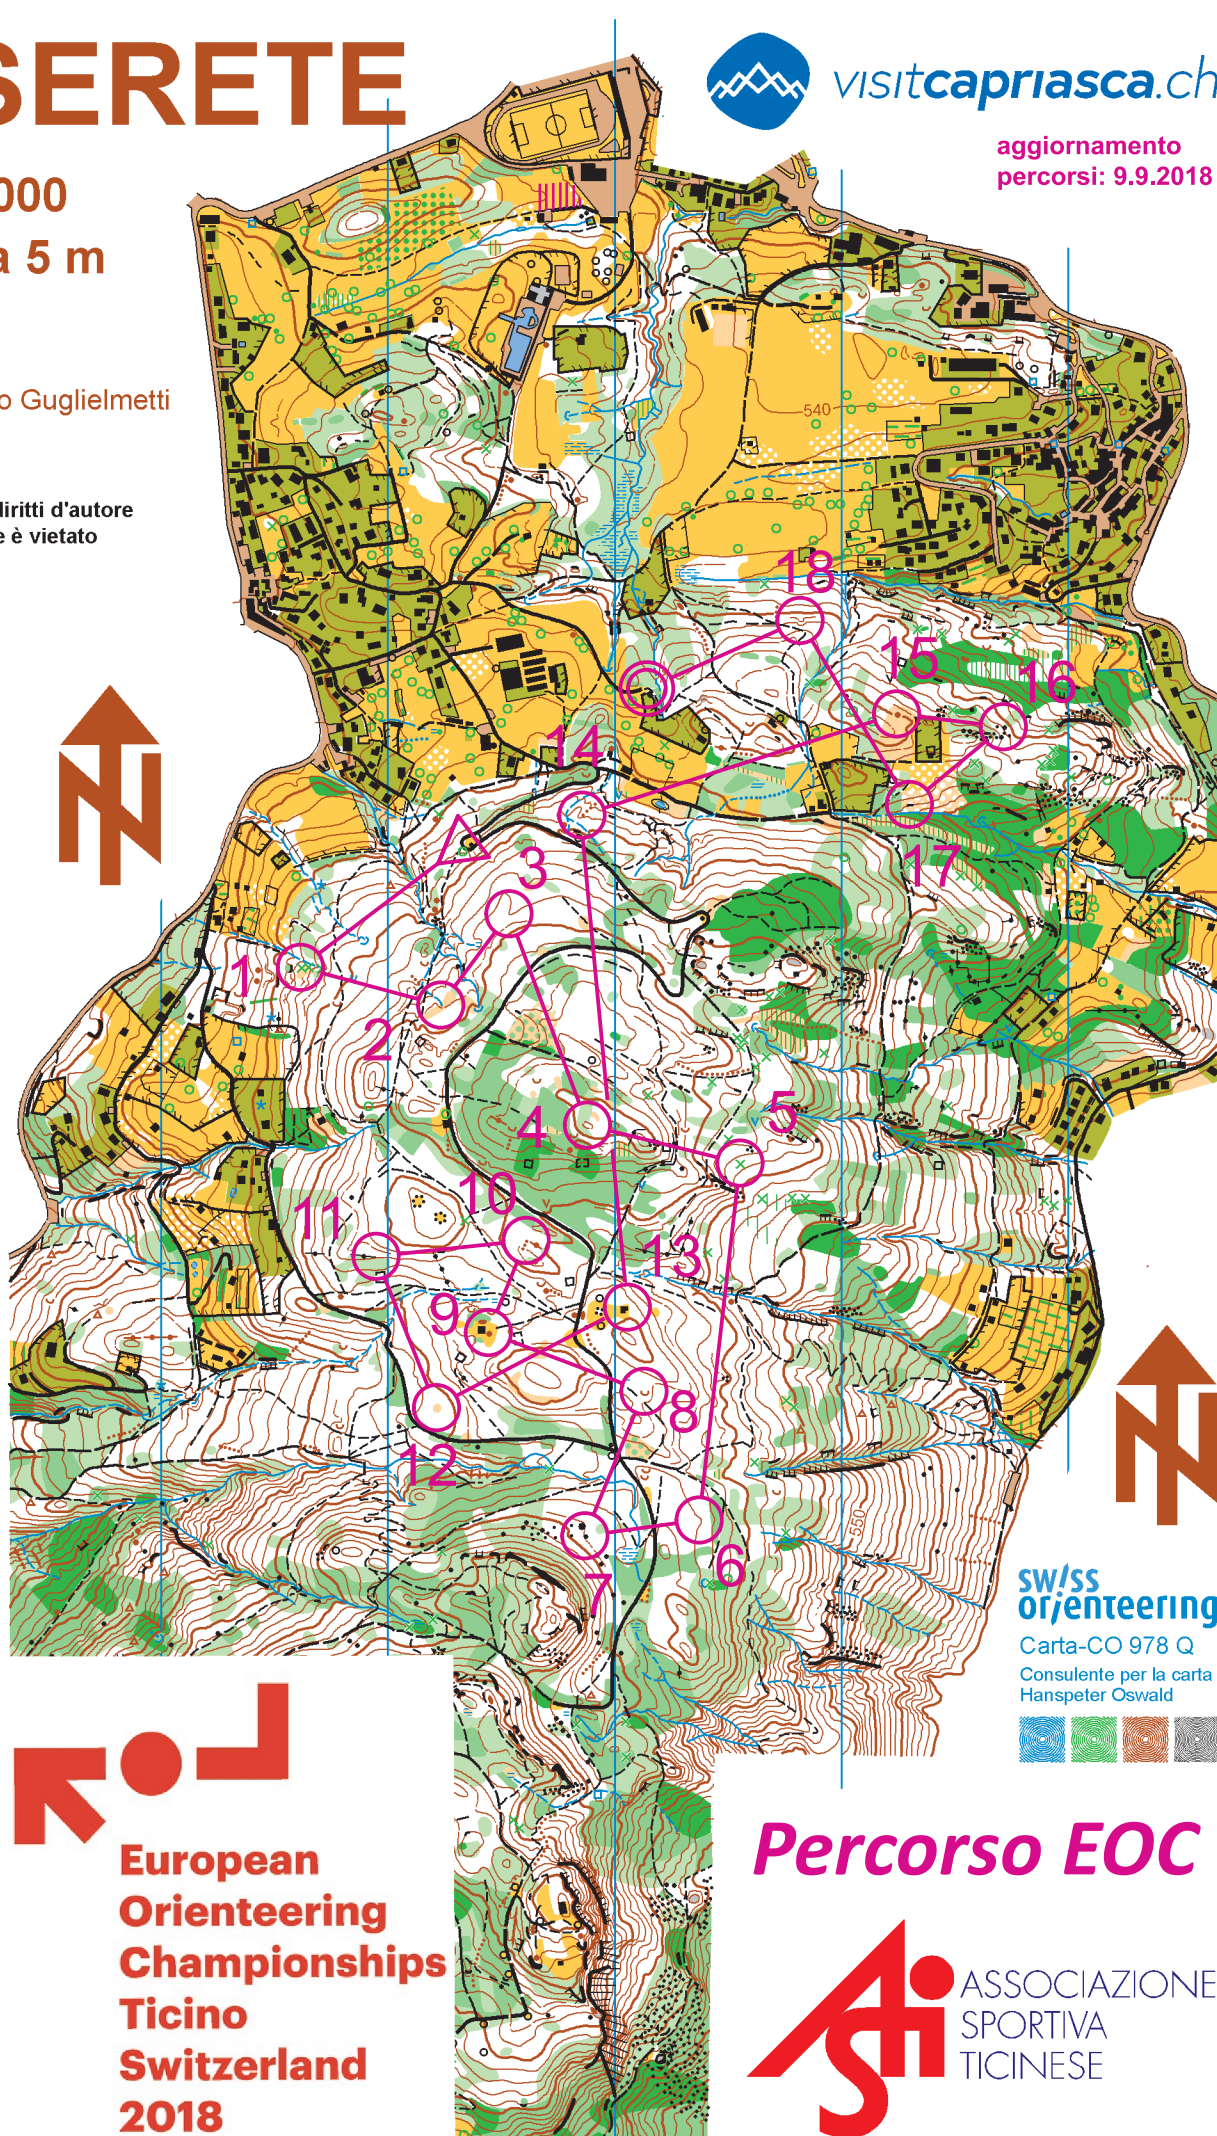 SERETE
visitcapriasca.ch
aggiornamento
percorsi: 9.9.2018
000
a 5 m
o Guglielmetti
540
diritti d'autore
e è vietato
18
15
16
14
3
17
1
2
4
5
10
11
13
9
8
12
550
6
7
swiss
orienteering
Carta-CO 978 Q
Consulente per la carta
Hanspeter Oswald
European
Orienteering
Championships
Ticino
Switzerland
2018
Percorso EOC
ASTi
ASSOCIAZIONE
SPORTIVA
TICINESE